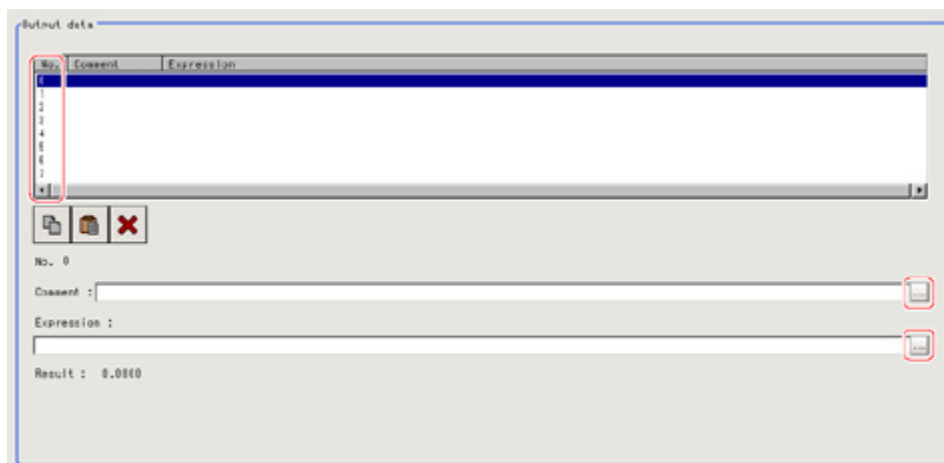 Output data
No. Comment Expression
0
1
2
3
4
5
6
7
No. 0
Comment :
...
Expression :
...
Result : 0.0000